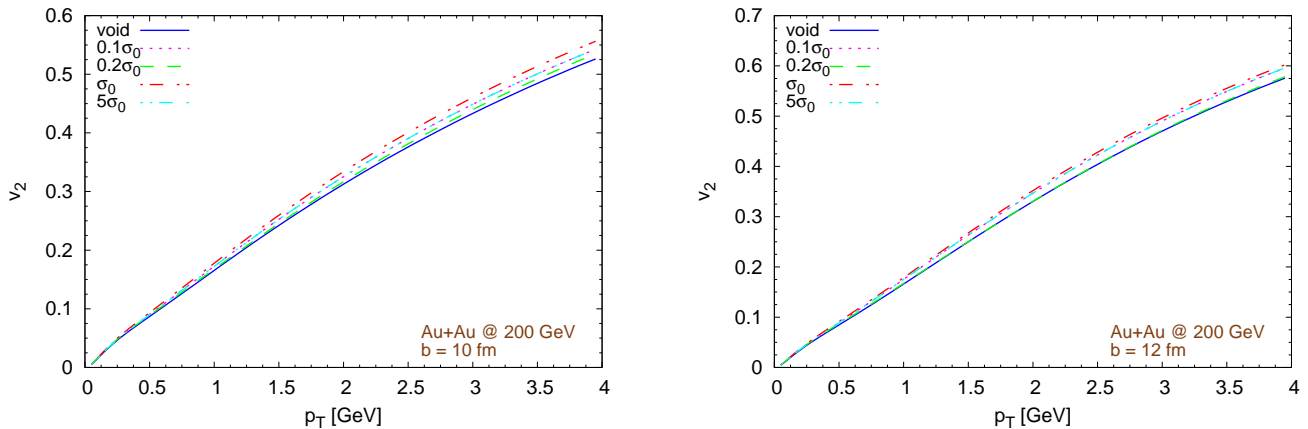 0.6
0.5
0.4
0.3
0.2
0.1
0
v₂
void
0.1σ₀
0.2σ₀
σ₀
5σ₀
Au+Au @ 200 GeV
b = 10 fm
0 0.5 1 1.5 2 2.5 3 3.5 4
p_T [GeV]
0.7
0.6
0.5
0.4
0.3
0.2
0.1
0
v₂
void
0.1σ₀
0.2σ₀
σ₀
5σ₀
Au+Au @ 200 GeV
b = 12 fm
0 0.5 1 1.5 2 2.5 3 3.5 4
p_T [GeV]